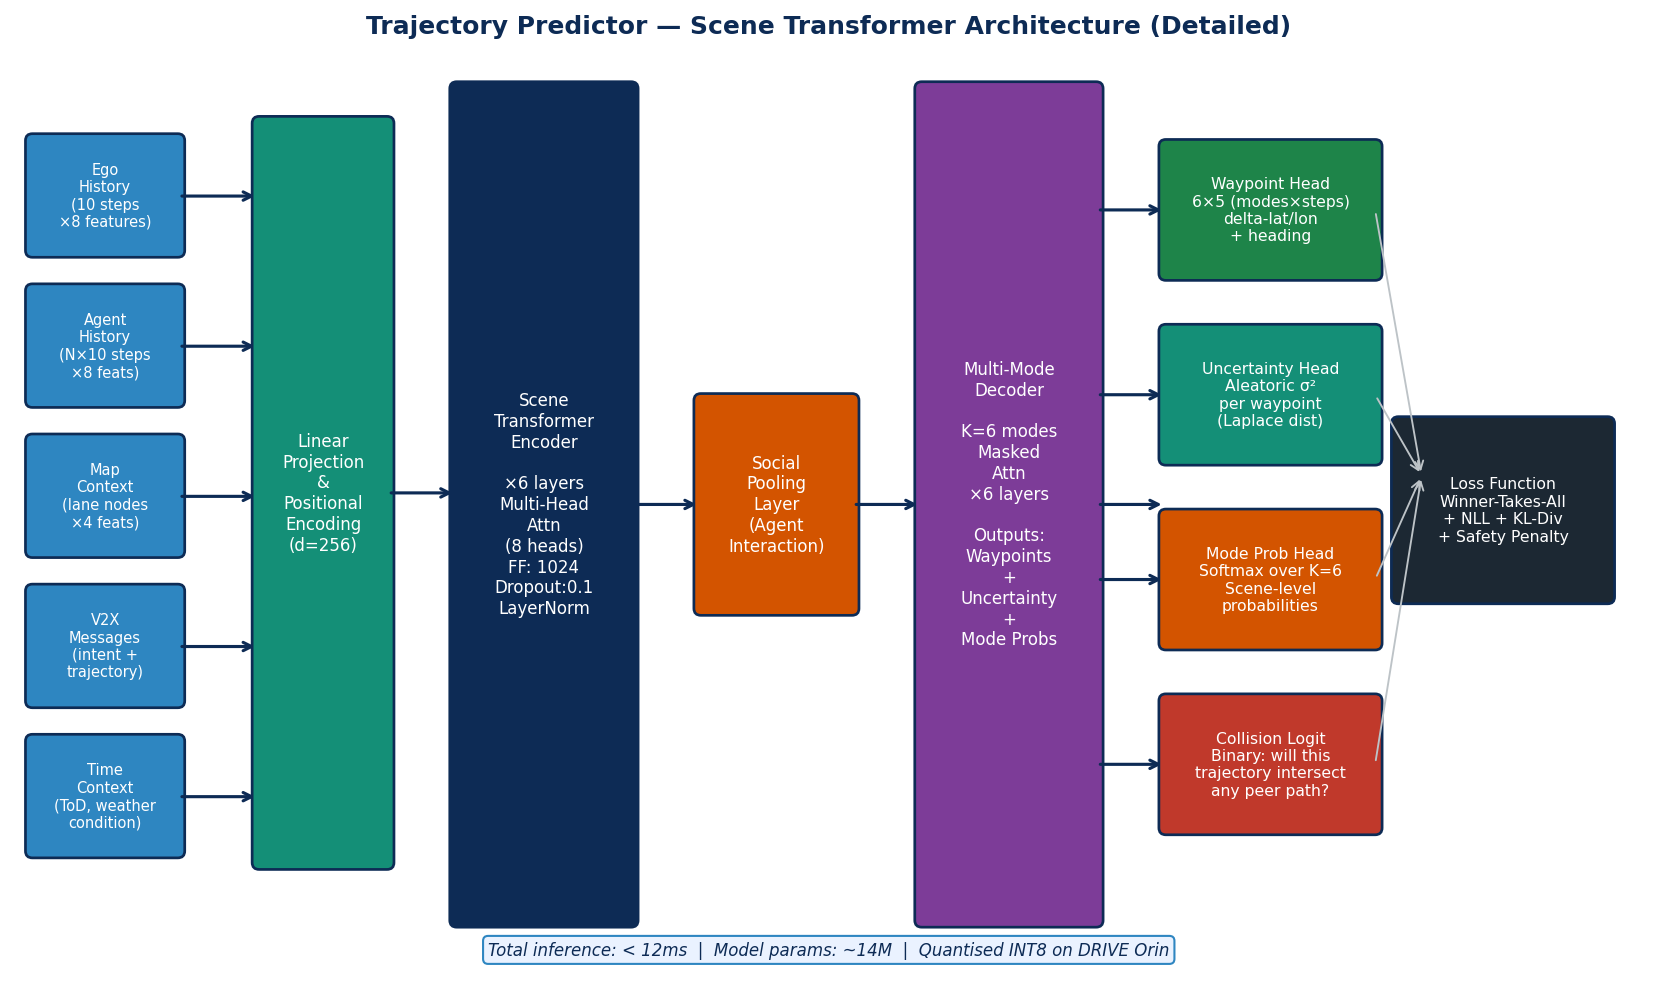 Trajectory Predictor — Scene Transformer Architecture (Detailed)
Ego
History
(10 steps
×8 features)
Agent
History
(N×10 steps
×8 feats)
Map
Context
(lane nodes
×4 feats)
V2X
Messages
(intent +
trajectory)
Time
Context
(ToD, weather
condition)
Linear
Projection
&
Positional
Encoding
(d=256)
Scene
Transformer
Encoder
×6 layers
Multi-Head
Attn
(8 heads)
FF: 1024
Dropout:0.1
LayerNorm
Social
Pooling
Layer
(Agent
Interaction)
Multi-Mode
Decoder
K=6 modes
Masked
Attn
×6 layers
Outputs:
Waypoints
+
Uncertainty
+
Mode Probs
Waypoint Head
6×5 (modes×steps)
delta-lat/lon
+ heading
Uncertainty Head
Aleatoric σ²
per waypoint
(Laplace dist)
Mode Prob Head
Softmax over K=6
Scene-level
probabilities
Collision Logit
Binary: will this
trajectory intersect
any peer path?
Loss Function
Winner-Takes-All
+ NLL + KL-Div
+ Safety Penalty
Total inference: < 12ms | Model params: ~14M | Quantised INT8 on DRIVE Orin